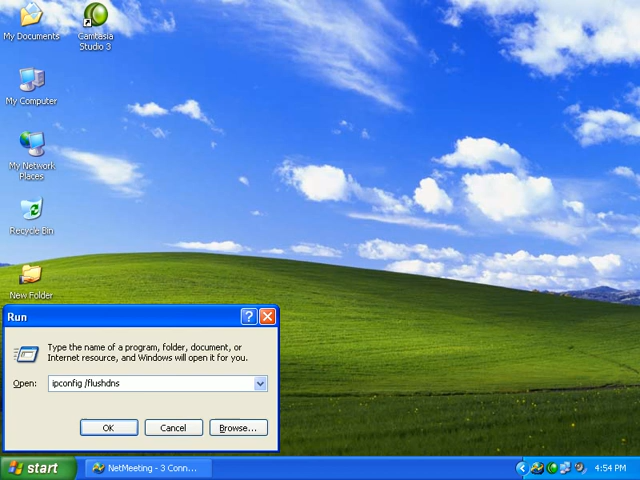 My Documents
Camtasia
Studio 3
My Computer
My Network
Places
Recycle Bin
New Folder
Run
Type the name of a program, folder, document, or
Internet resource, and Windows will open it for you.
Open:
ipconfig /flushdns
OK
Cancel
Browse...
start
NetMeeting - 3 Conn...
4:54 PM